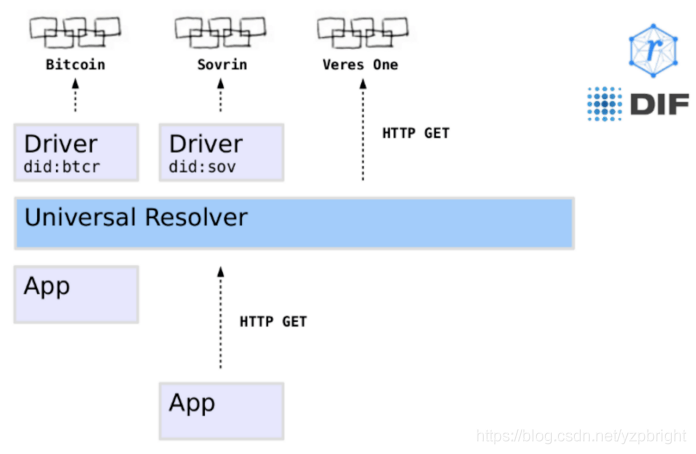 Bitcoin
Sovrin
Veres One
r
DIF
HTTP GET
Driver
did:btcr
Driver
did:sov
Universal Resolver
App
HTTP GET
App
https://blog.csdn.net/yzpbright